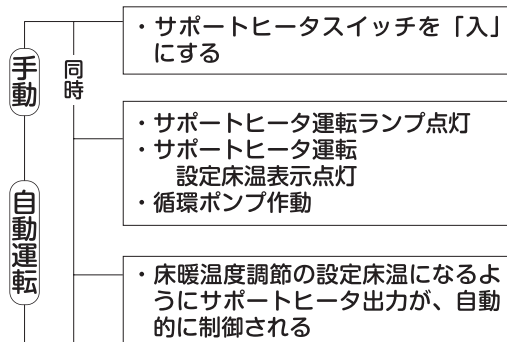 ・サポートヒータスイッチを「入」
にする
手動
同時
・サポートヒータ運転ランプ点灯
・サポートヒータ運転
設定床温表示点灯
・循環ポンプ作動
自動運転
・床暖温度調節の設定床温になるよ
うにサポートヒータ出力が、自動
的に制御される